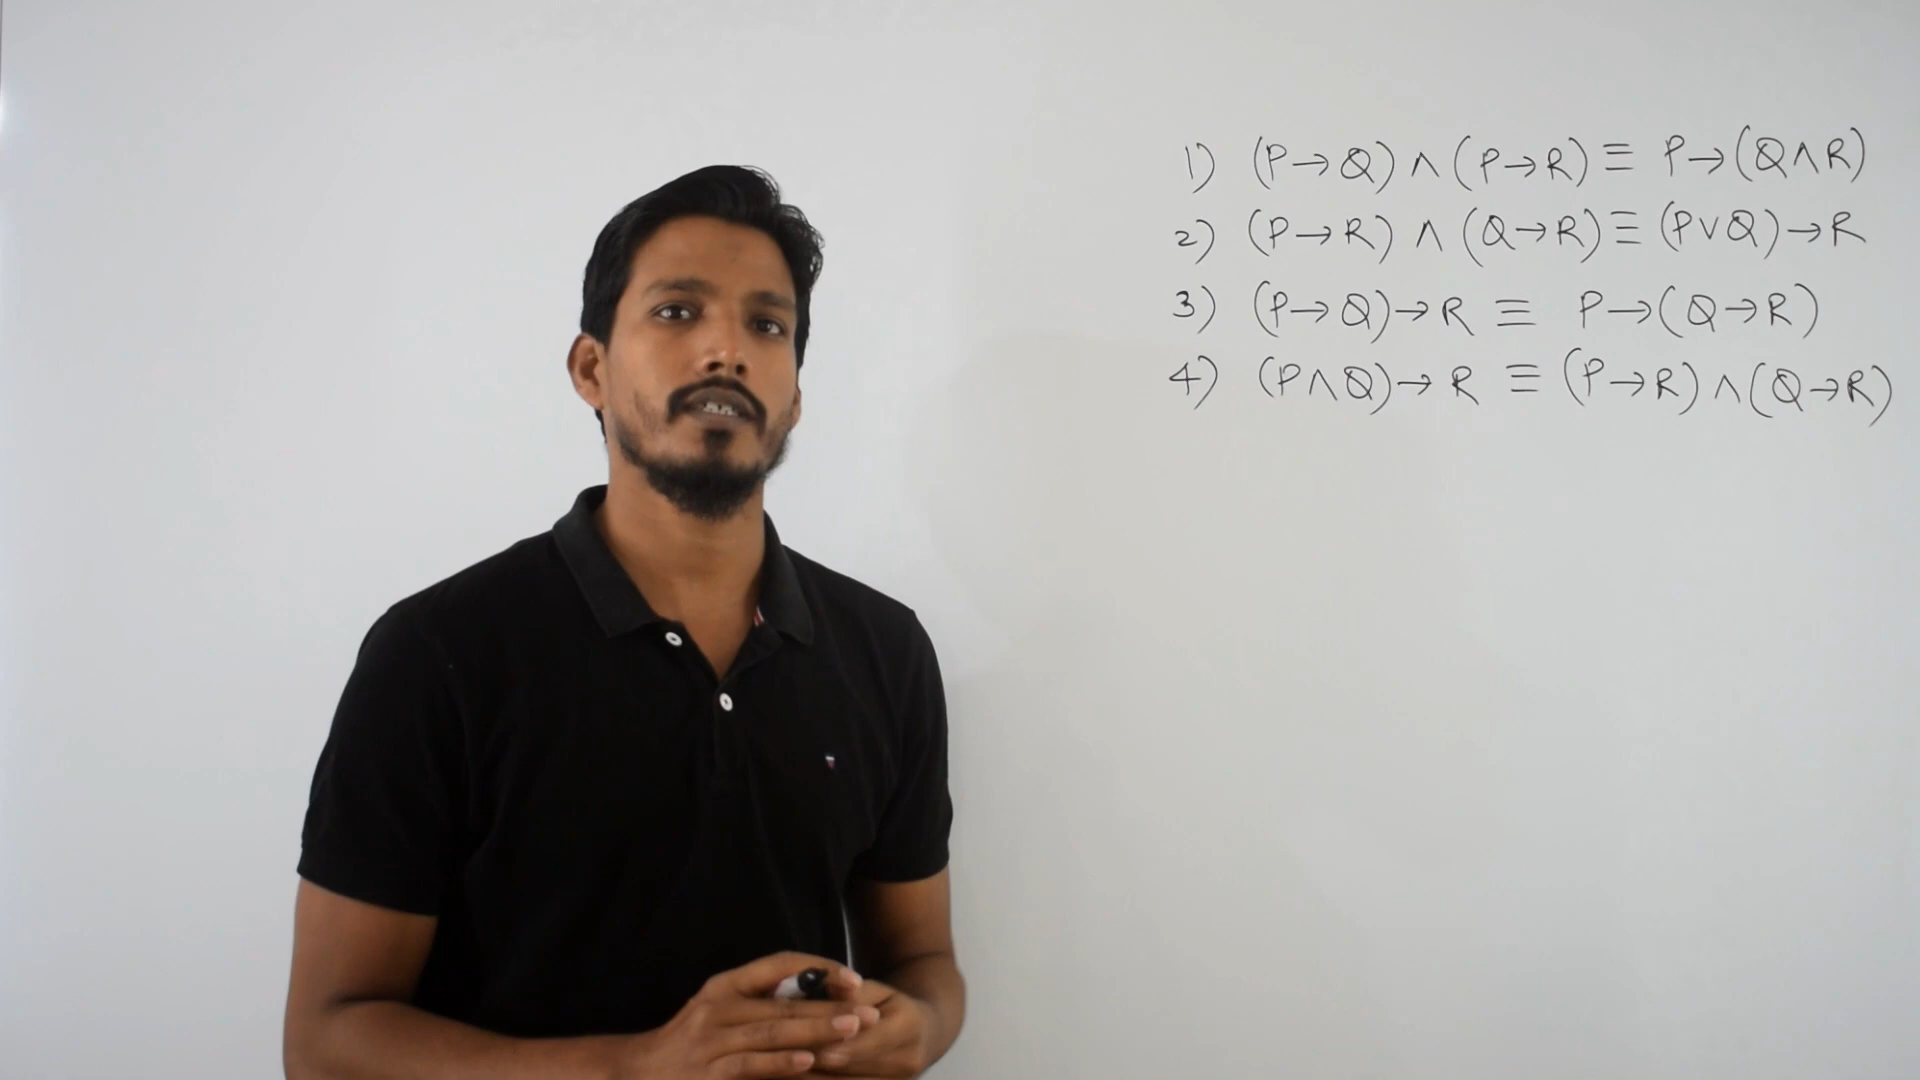 1) (P→Q) ∧ (P→R) ≡ P→(Q∧R)
2) (P→R) ∧ (Q→R) ≡ (P∨Q)→R
3) (P→Q)→R ≡ P→(Q→R)
4) (P∧Q)→R ≡ (P→R) ∧ (Q→R)